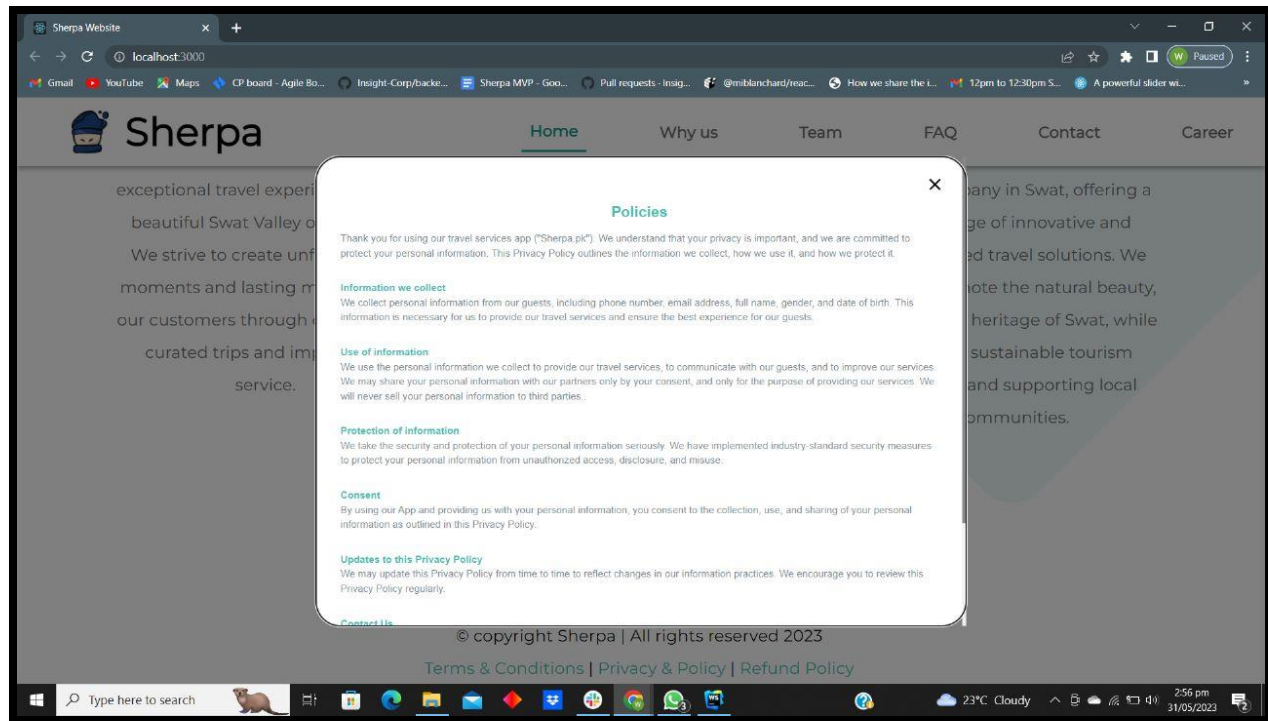 Sherpa Website
localhost:3000
Paused
Gmail
YouTube
Maps
CP board - Agile Bo...
Insight-Corp/backe...
Sherpa MVP - Goo...
Pull requests - Insig...
@miblanchard/reac...
How we share the i...
12pm to 12:30pm S...
A powerful slider wi...
Sherpa
Home
Why us
Team
FAQ
Contact
Career
exceptional travel experi
beautiful Swat Valley o
We strive to create unf
moments and lasting m
our customers through
curated trips and im
service.
pany in Swat, offering a
ge of innovative and
ed travel solutions. We
note the natural beauty,
heritage of Swat, while
sustainable tourism
and supporting local
ommunities.
Policies
Thank you for using our travel services app ("Sherpa.pk"). We understand that your privacy is important, and we are committed to
protect your personal information. This Privacy Policy outlines the information we collect, how we use it, and how we protect it.
Information we collect
We collect personal information from our guests, including phone number, email address, full name, gender, and date of birth. This
information is necessary for us to provide our travel services and ensure the best experience for our guests.
Use of information
We use the personal information we collect to provide our travel services, to communicate with our guests, and to improve our services.
We may share your personal information with our partners only by your consent, and only for the purpose of providing our services. We
will never sell your personal information to third parties..
Protection of information
We take the security and protection of your personal information seriously. We have implemented industry-standard security measures
to protect your personal information from unauthorized access, disclosure, and misuse.
Consent
By using our App and providing us with your personal information, you consent to the collection, use, and sharing of your personal
information as outlined in this Privacy Policy.
Updates to this Privacy Policy
We may update this Privacy Policy from time to time to reflect changes in our information practices. We encourage you to review this
Privacy Policy regularly.
Contact Us
© copyright Sherpa | All rights reserved 2023
Terms & Conditions | Privacy & Policy | Refund Policy
Type here to search
23°C Cloudy
2:56 pm
31/05/2023